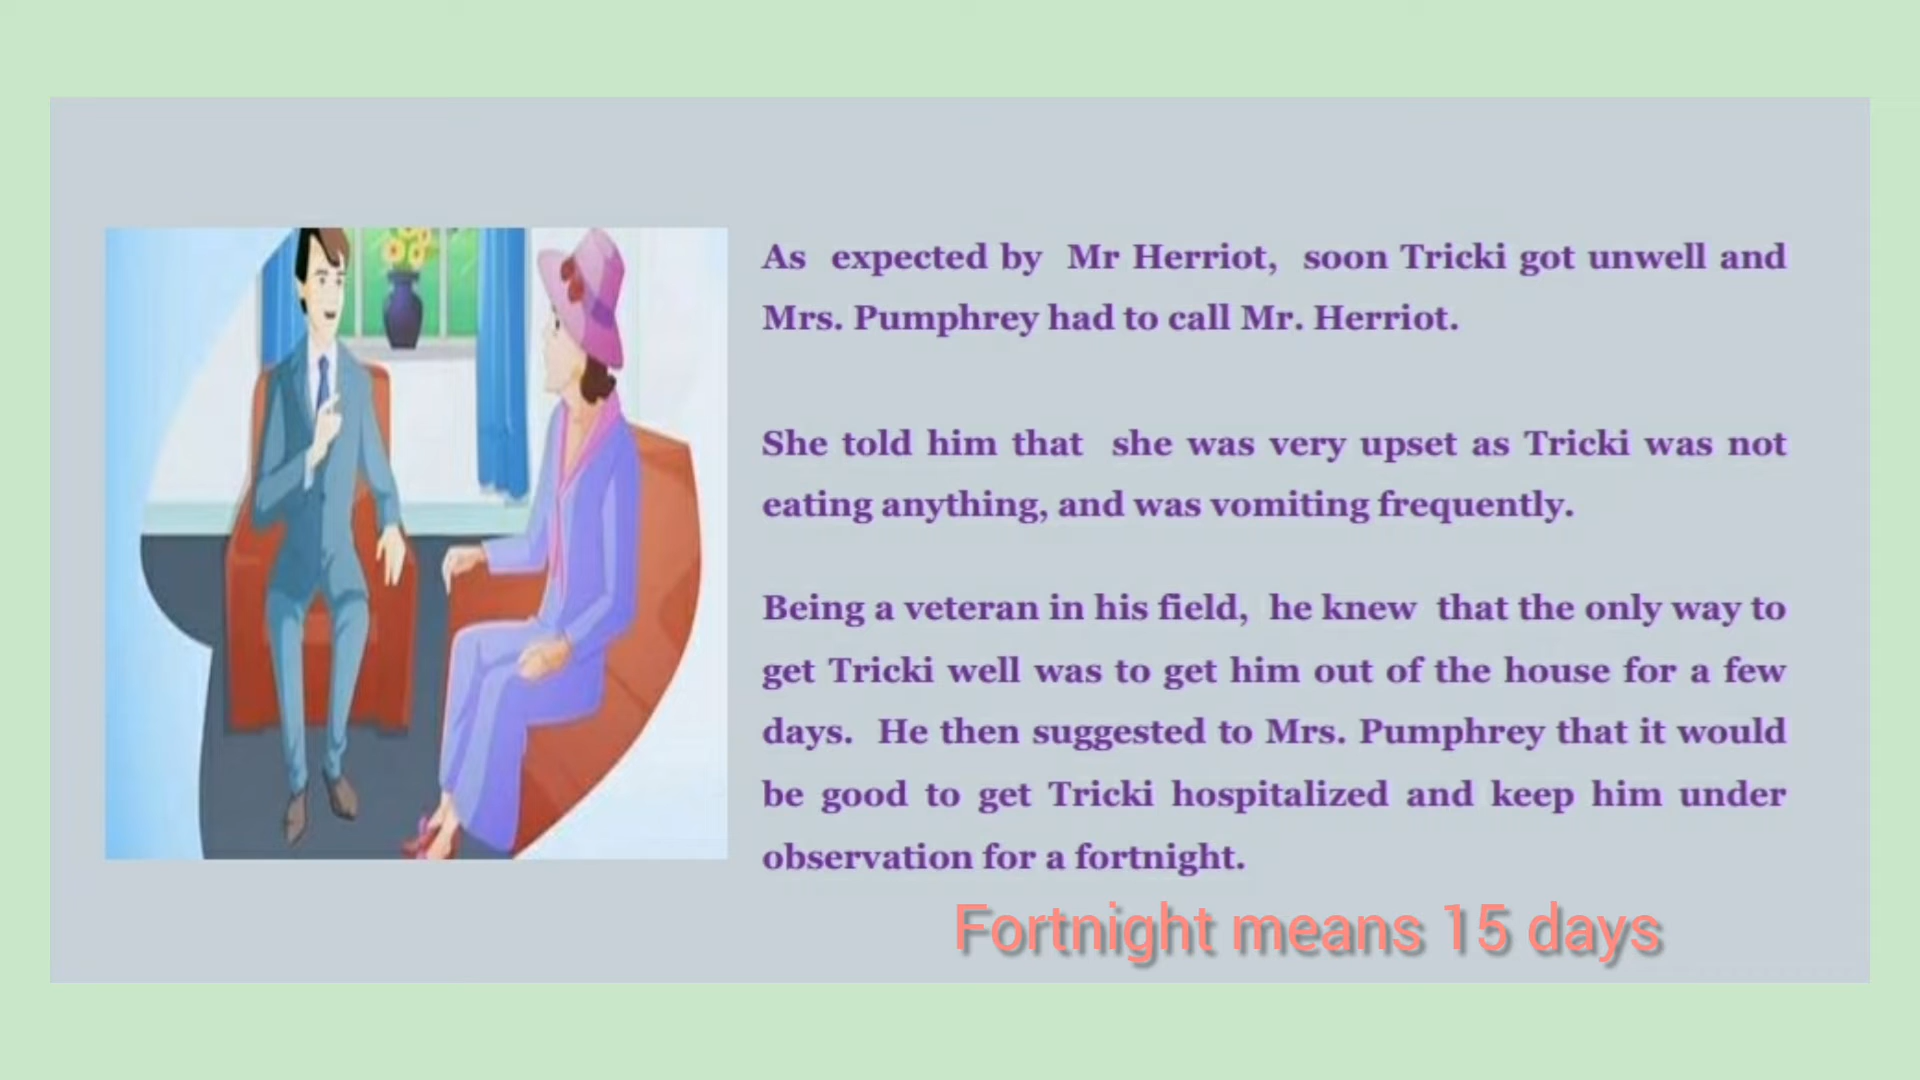 As expected by Mr Herriot, soon Tricki got unwell and
Mrs. Pumphrey had to call Mr. Herriot.
She told him that she was very upset as Tricki was not
eating anything, and was vomiting frequently.
Being a veteran in his field, he knew that the only way to
get Tricki well was to get him out of the house for a few
days. He then suggested to Mrs. Pumphrey that it would
be good to get Tricki hospitalized and keep him under
observation for a fortnight.
Fortnight means 15 days